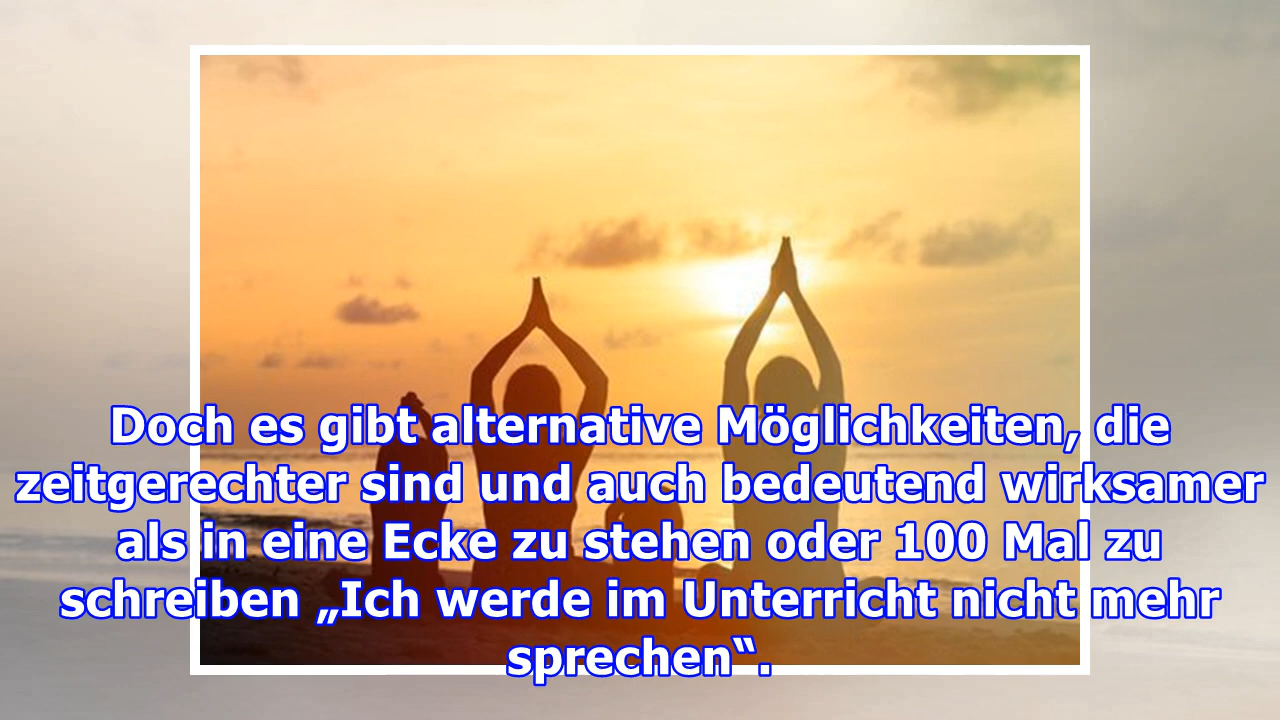 Doch es gibt alternative Möglichkeiten, die
zeitgerechter sind und auch bedeutend wirksamer
als in eine Ecke zu stehen oder 100 Mal zu
schreiben „Ich werde im Unterricht nicht mehr
sprechen“.